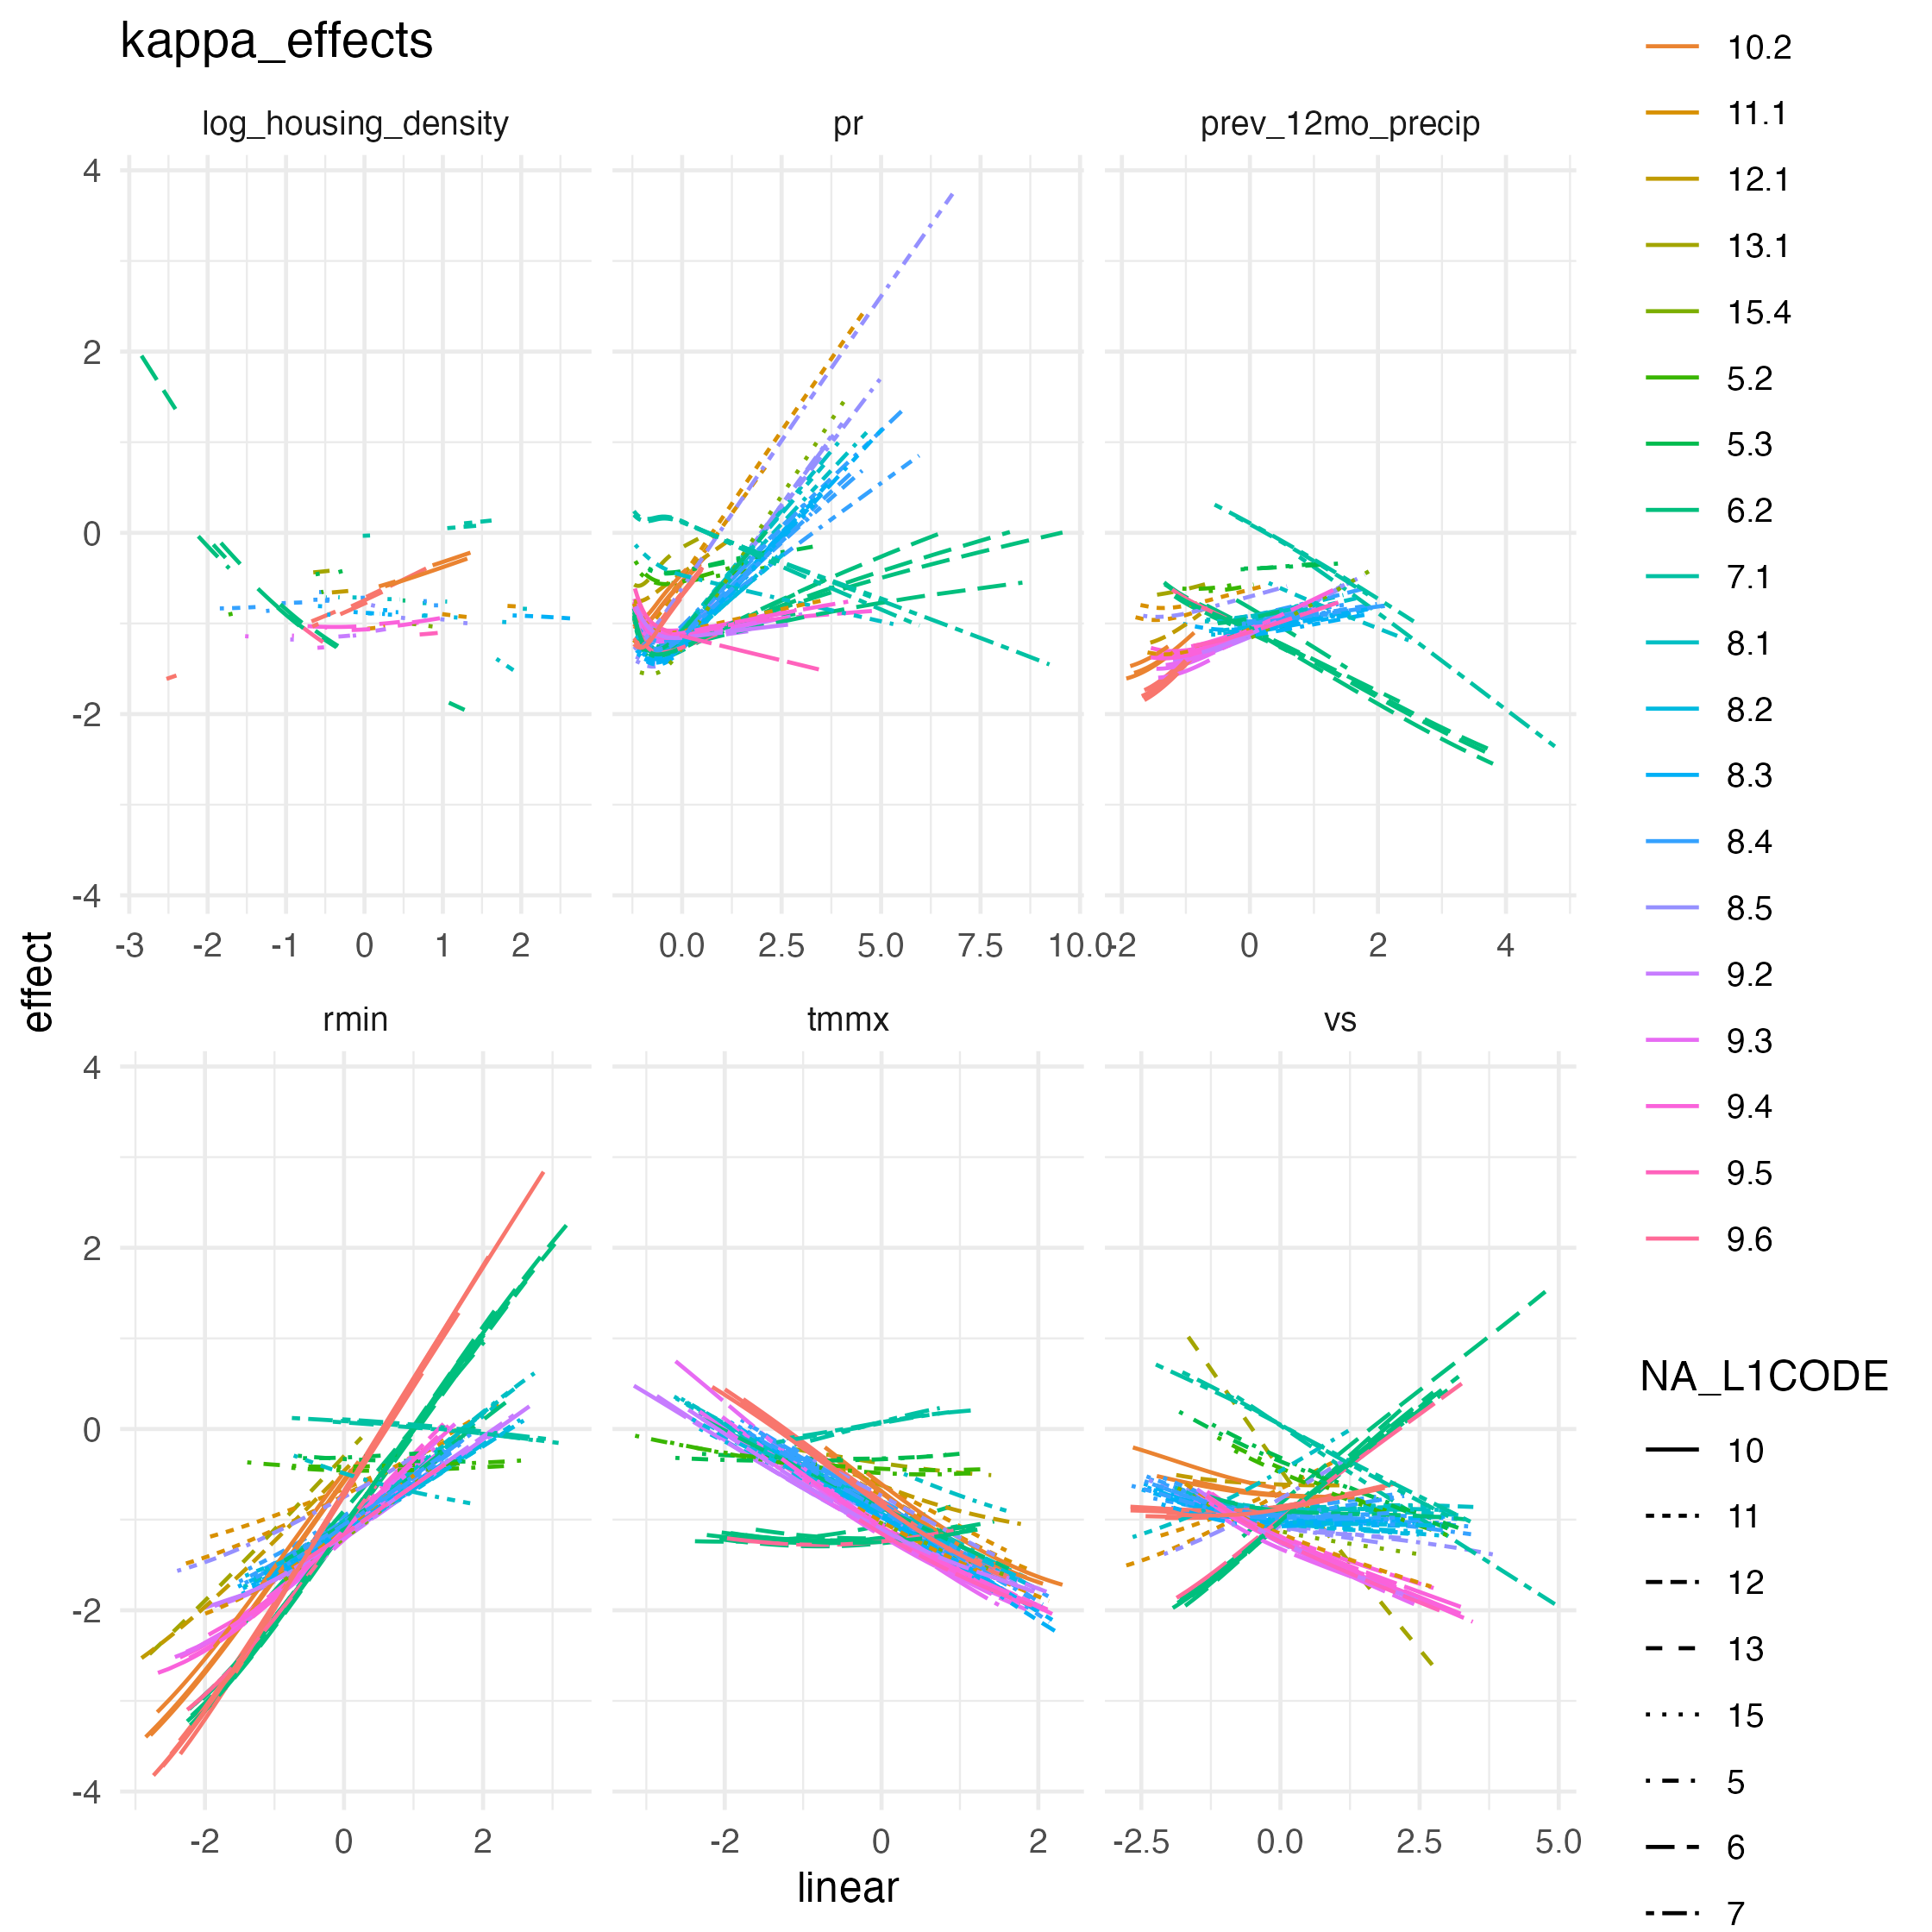 kappa_effects
log_housing_density
pr
prev_12mo_precip
4
2
0
-2
-4
-3 -2 -1 0 1 2
0.0 2.5 5.0 7.5 10.0
-2 0 2 4
effect
rmin
tmmx
vs
4
2
0
-2
-4
-2 0 2
-2 0 2
-2.5 0.0 2.5 5.0
linear
10.2
11.1
12.1
13.1
15.4
5.2
5.3
6.2
7.1
8.1
8.2
8.3
8.4
8.5
9.2
9.3
9.4
9.5
9.6
NA_L1CODE
10
11
12
13
15
5
6
7